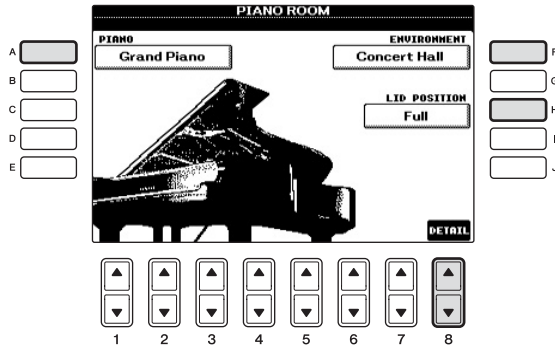 PIANO ROOM
PIANO
ENVIRONMENT
A
Grand Piano
Concert Hall
F
B
G
LID POSITION
C
Full
H
D
I
E
J
DETAIL
1 2 3 4 5 6 7 8